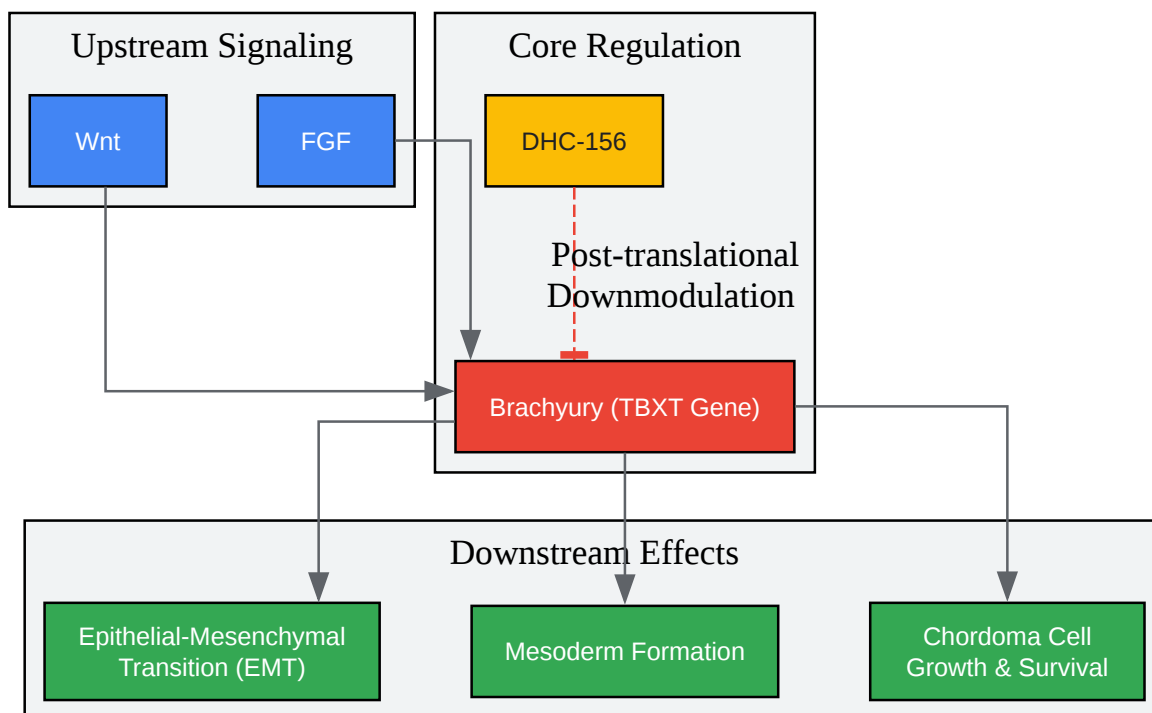 Upstream Signaling
Core Regulation
Wnt
FGF
DHC-156
Post-translational
Downmodulation
Brachyury (TBXT Gene)
Downstream Effects
Epithelial-Mesenchymal
Transition (EMT)
Mesoderm Formation
Chordoma Cell
Growth & Survival